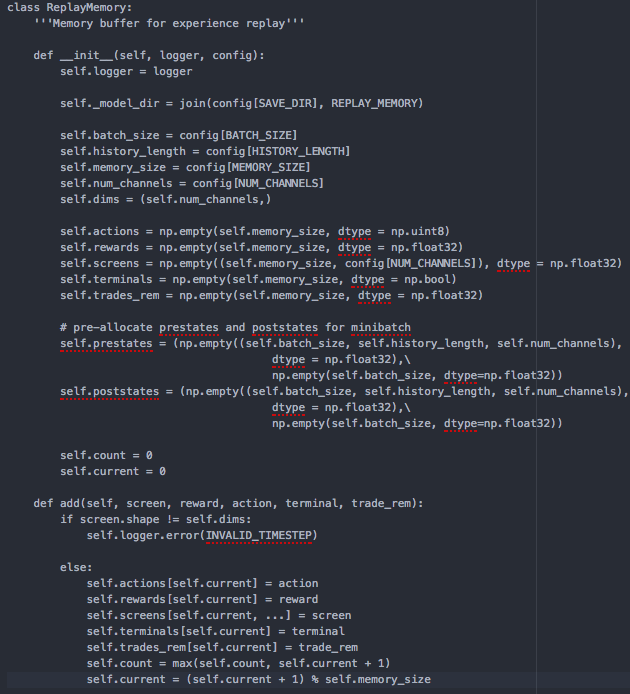 class ReplayMemory:
    '''Memory buffer for experience replay'''

    def __init__(self, logger, config):
        self.logger = logger

        self._model_dir = join(config[SAVE_DIR], REPLAY_MEMORY)

        self.batch_size = config[BATCH_SIZE]
        self.history_length = config[HISTORY_LENGTH]
        self.memory_size = config[MEMORY_SIZE]
        self.num_channels = config[NUM_CHANNELS]
        self.dims = (self.num_channels,)

        self.actions = np.empty(self.memory_size, dtype = np.uint8)
        self.rewards = np.empty(self.memory_size, dtype = np.float32)
        self.screens = np.empty((self.memory_size, config[NUM_CHANNELS]), dtype = np.float32)
        self.terminals = np.empty(self.memory_size, dtype = np.bool)
        self.trades_rem = np.empty(self.memory_size, dtype = np.float32)

        # pre-allocate prestates and poststates for minibatch
        self.prestates = (np.empty((self.batch_size, self.history_length, self.num_channels),
                                        dtype = np.float32),\
                                        np.empty(self.batch_size, dtype=np.float32))
        self.poststates = (np.empty((self.batch_size, self.history_length, self.num_channels),
                                        dtype = np.float32),\
                                        np.empty(self.batch_size, dtype=np.float32))

        self.count = 0
        self.current = 0

    def add(self, screen, reward, action, terminal, trade_rem):
        if screen.shape != self.dims:
            self.logger.error(INVALID_TIMESTEP)

        else:
            self.actions[self.current] = action
            self.rewards[self.current] = reward
            self.screens[self.current, ...] = screen
            self.terminals[self.current] = terminal
            self.trades_rem[self.current] = trade_rem
            self.count = max(self.count, self.current + 1)
            self.current = (self.current + 1) % self.memory_size